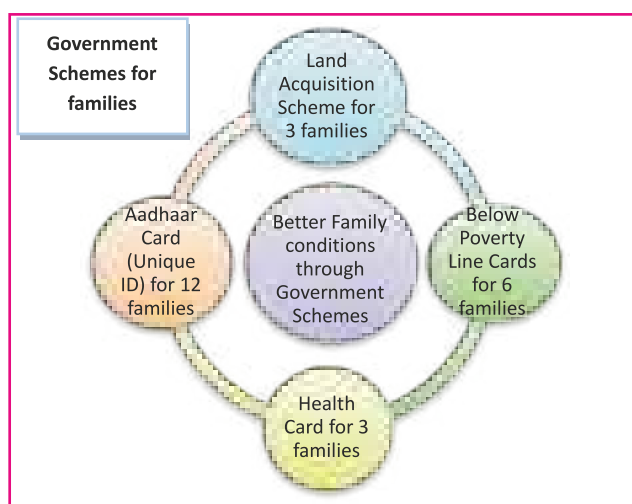 Government
Schemes for
families
Land
Acquisition
Scheme for
3 families
Aadhaar
Card
(Unique
ID) for 12
families
Better Family
conditions
through
Government
Schemes
Below
Poverty
Line Cards
for 6
families
Health
Card for 3
families